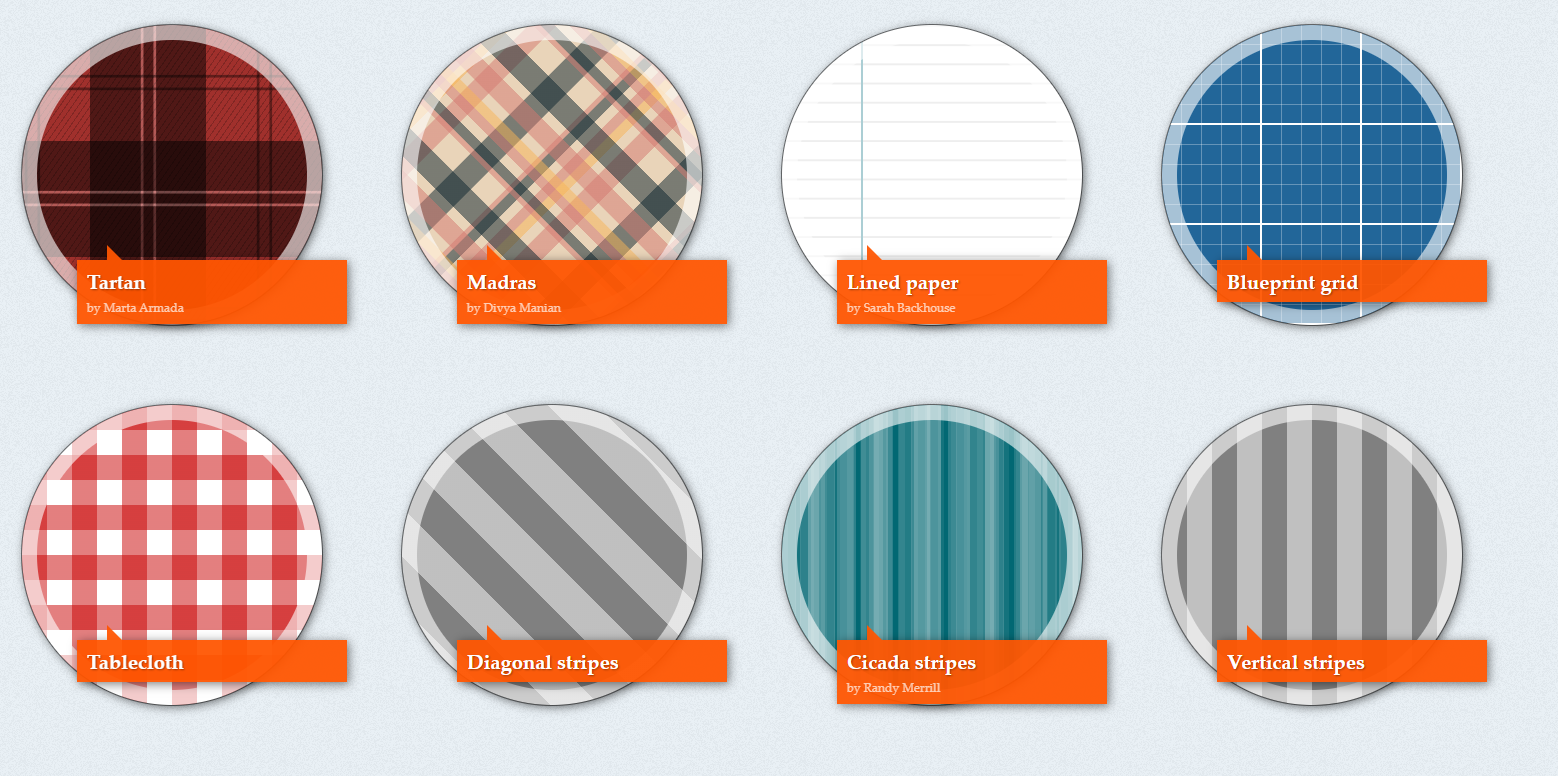 Tartan
by Marta Armada
Madras
by Divya Manian
Lined paper
by Sarah Backhouse
Blueprint grid
Tablecloth
Diagonal stripes
Cicada stripes
by Randy Merrill
Vertical stripes